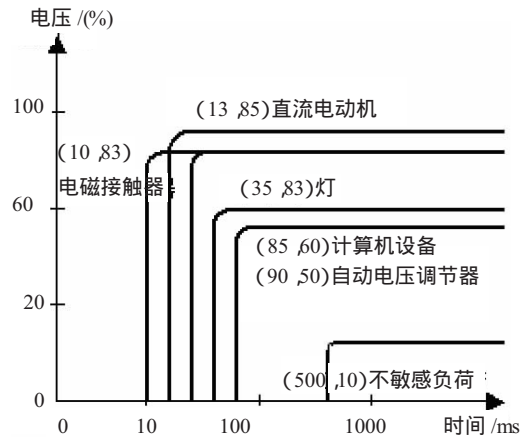 电压 /(%)
100
(13 ,85)直流电动机
(10 ,83)
电磁接触器
(35 ,83)灯
60
(85 ,60)计算机设备
(90 ,50)自动电压调节器
20
(500 ,10)不敏感负荷
0
0 10 100 1000 时间 /ms